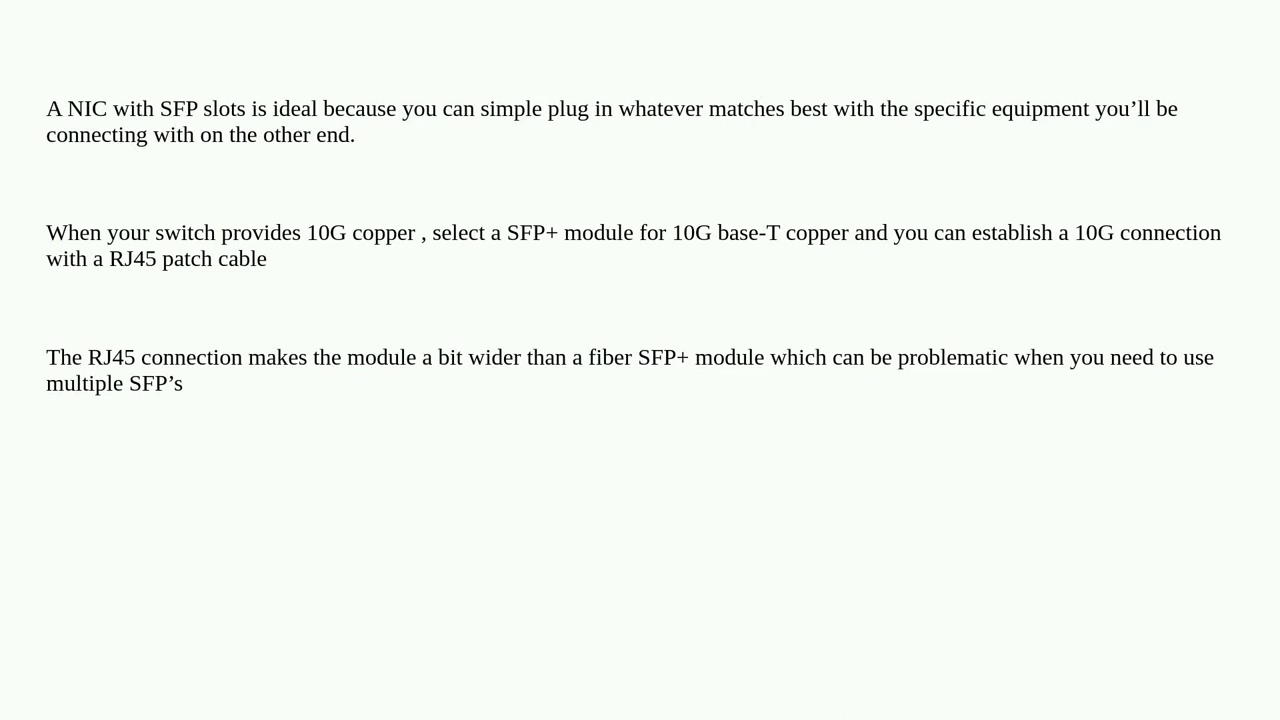 A NIC with SFP slots is ideal because you can simple plug in whatever matches best with the specific equipment you’ll be
connecting with on the other end.
When your switch provides 10G copper , select a SFP+ module for 10G base-T copper and you can establish a 10G connection
with a RJ45 patch cable
The RJ45 connection makes the module a bit wider than a fiber SFP+ module which can be problematic when you need to use
multiple SFP’s